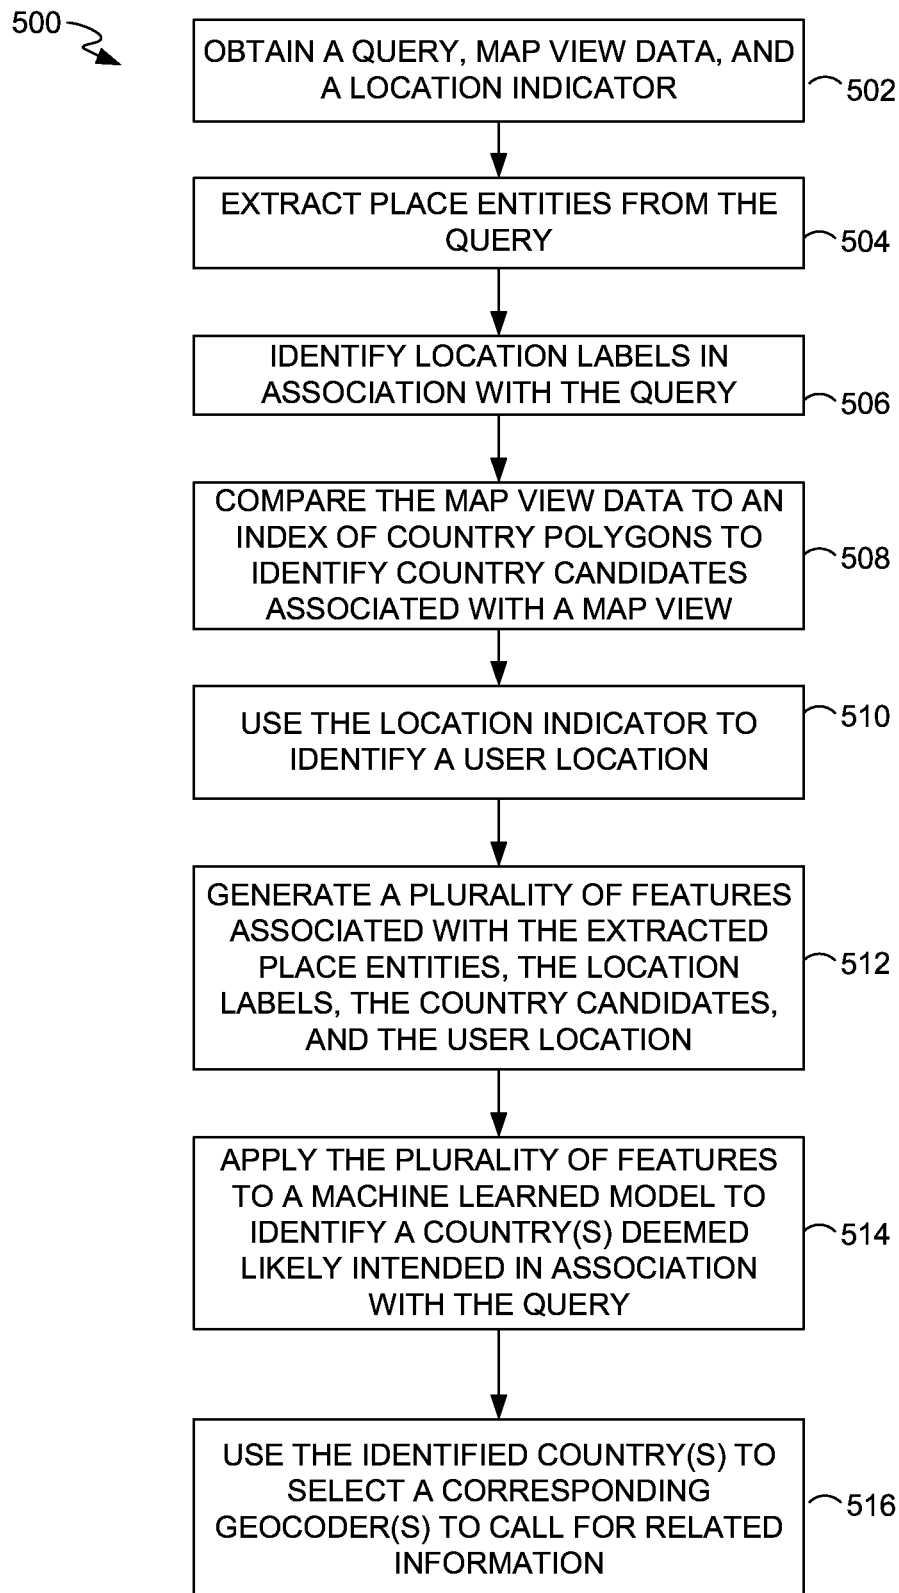 500
OBTAIN A QUERY, MAP VIEW DATA, AND
A LOCATION INDICATOR
502
EXTRACT PLACE ENTITIES FROM THE
QUERY
504
IDENTIFY LOCATION LABELS IN
ASSOCIATION WITH THE QUERY
506
COMPARE THE MAP VIEW DATA TO AN
INDEX OF COUNTRY POLYGONS TO
IDENTIFY COUNTRY CANDIDATES
ASSOCIATED WITH A MAP VIEW
508
USE THE LOCATION INDICATOR TO
IDENTIFY A USER LOCATION
510
GENERATE A PLURALITY OF FEATURES
ASSOCIATED WITH THE EXTRACTED
PLACE ENTITIES, THE LOCATION
LABELS, THE COUNTRY CANDIDATES,
AND THE USER LOCATION
512
APPLY THE PLURALITY OF FEATURES
TO A MACHINE LEARNED MODEL TO
IDENTIFY A COUNTRY(S) DEEMED
LIKELY INTENDED IN ASSOCIATION
WITH THE QUERY
514
USE THE IDENTIFIED COUNTRY(S) TO
SELECT A CORRESPONDING
GEOCODER(S) TO CALL FOR RELATED
INFORMATION
516